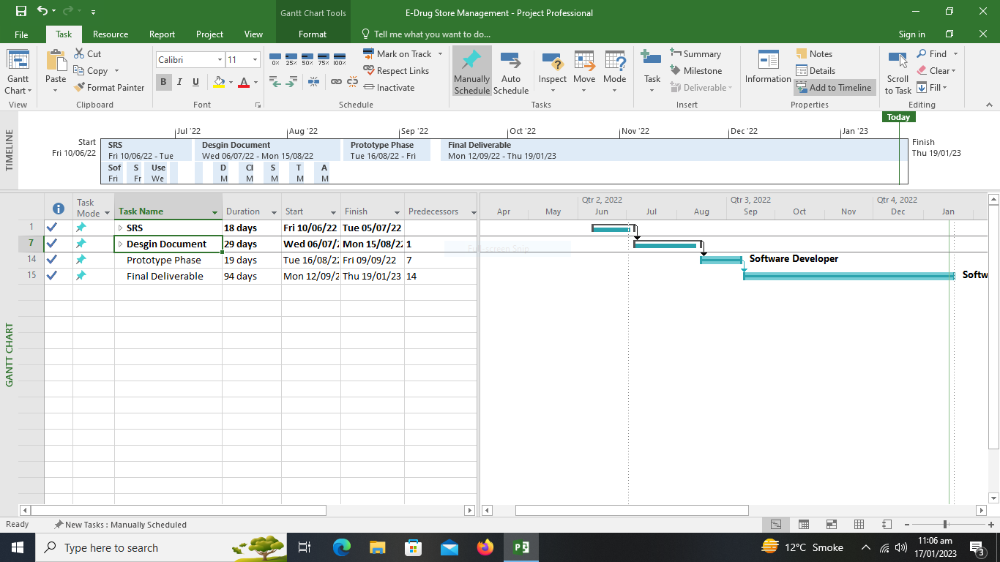 Gantt Chart Tools
E-Drug Store Management - Project Professional
File Task Resource Report Project View Format Tell me what you want to do... Sign in
Gantt Chart
View
Paste
Cut
Copy
Format Painter
Clipboard
Calibri 11
B I U A
Font
0% 25% 50% 75% 100%
Mark on Track
Respect Links
Inactivate
Schedule
Manually Schedule
Auto Schedule
Inspect
Move
Mode
Tasks
Task
Summary
Milestone
Deliverable
Insert
Information
Notes
Details
Add to Timeline
Properties
Scroll to Task
Find
Clear
Fill
Editing
TIMELINE
Today
Jul '22 Aug '22 Sep '22 Oct '22 Nov '22 Dec '22 Jan '23
Start
Fri 10/06/22
SRS
Fri 10/06/22 - Tue
Desgin Document
Wed 06/07/22 - Mon 15/08/22
Prototype Phase
Tue 16/08/22 - Fri
Final Deliverable
Mon 12/09/22 - Thu 19/01/23
Finish
Thu 19/01/23
Sof S Use D Cl S T A
Fri Fr We M M M M M
GANTT CHART
Task Mode Task Name Duration Start Finish Predecessors
1 SRS 18 days Fri 10/06/22 Tue 05/07/22
7 Desgin Document 29 days Wed 06/07/ Mon 15/08/22 1
14 Prototype Phase 19 days Tue 16/08/22 Fri 09/09/22 7
15 Final Deliverable 94 days Mon 12/09/2 Thu 19/01/23 14
Qtr 2, 2022 Qtr 3, 2022 Qtr 4, 2022
Apr May Jun Jul Aug Sep Oct Nov Dec Jan
Full-screen Snip
Software Developer
Softw
Ready New Tasks : Manually Scheduled
Type here to search
12°C Smoke
11:06 am
17/01/2023
3